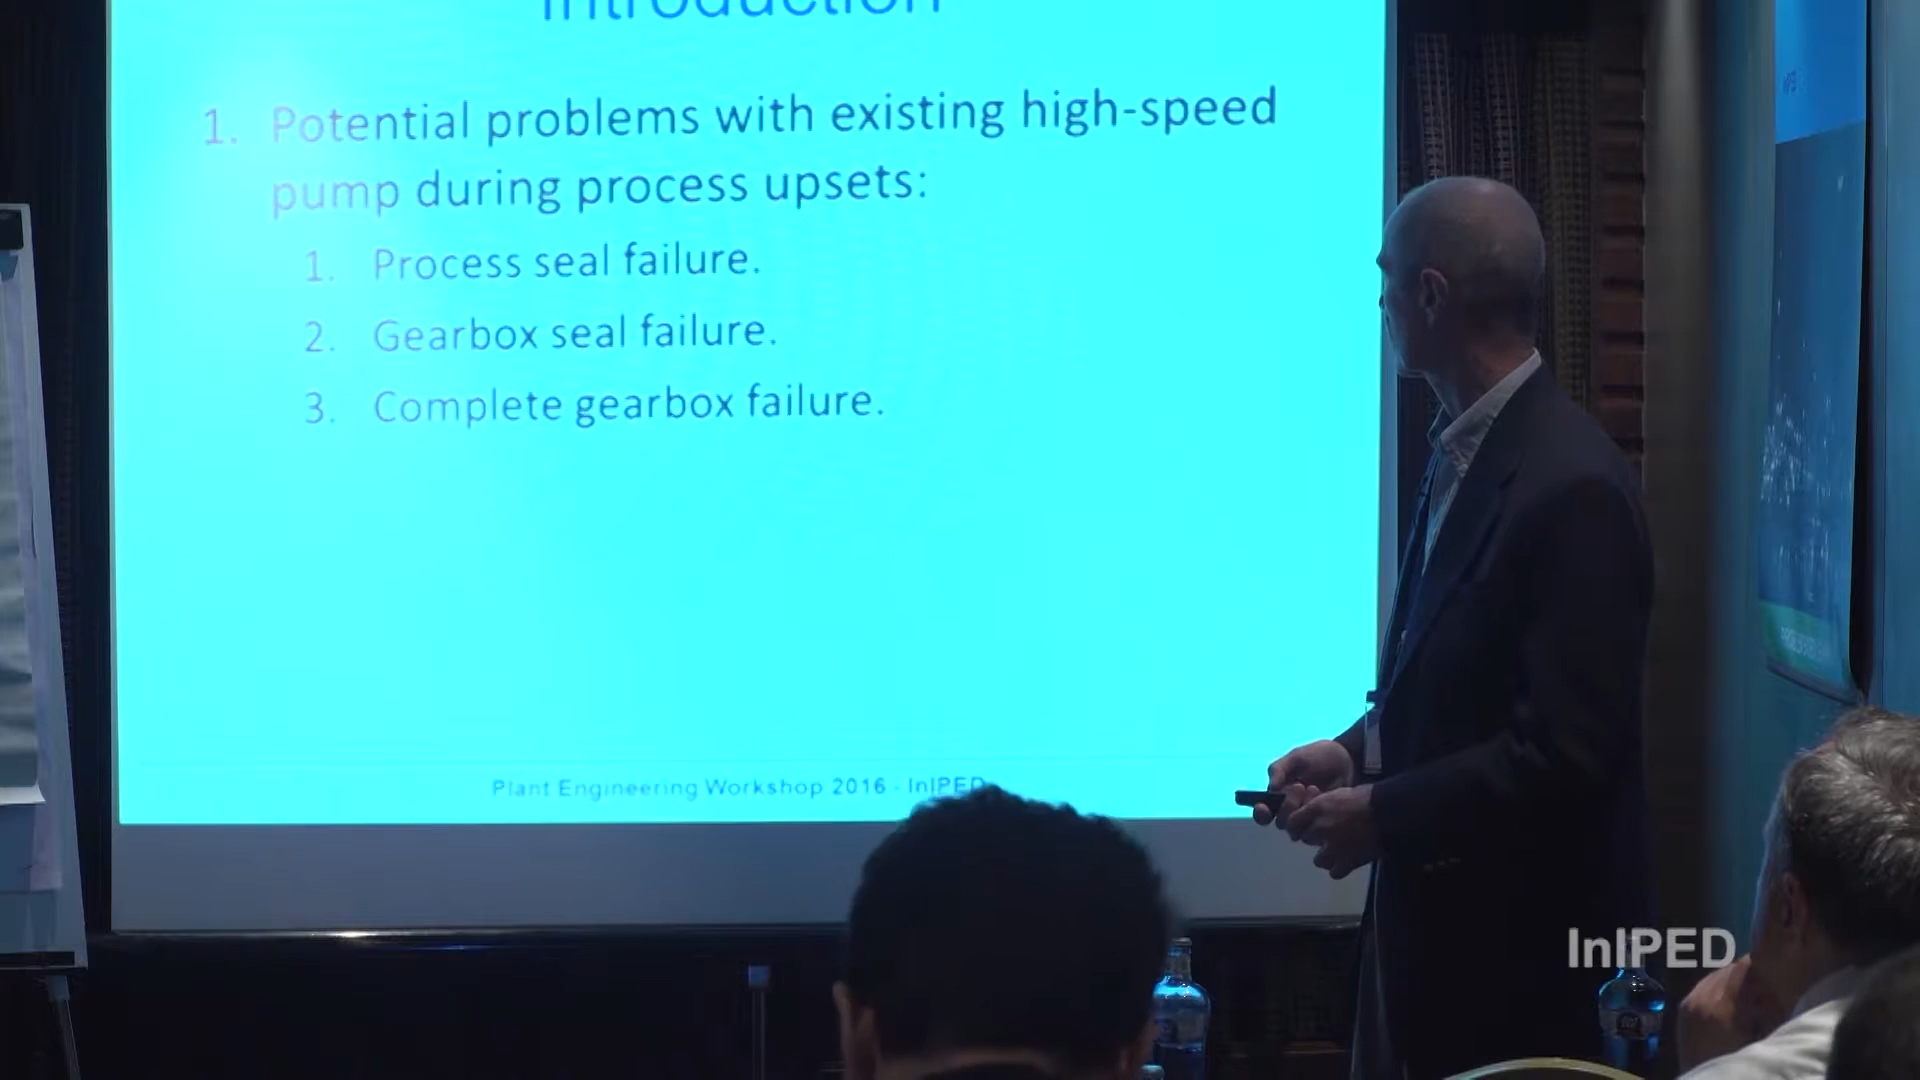 Introduction
1. Potential problems with existing high-speed
pump during process upsets:
1. Process seal failure.
2. Gearbox seal failure.
3. Complete gearbox failure.
Plant Engineering Workshop 2016 - InIPED
InIPED